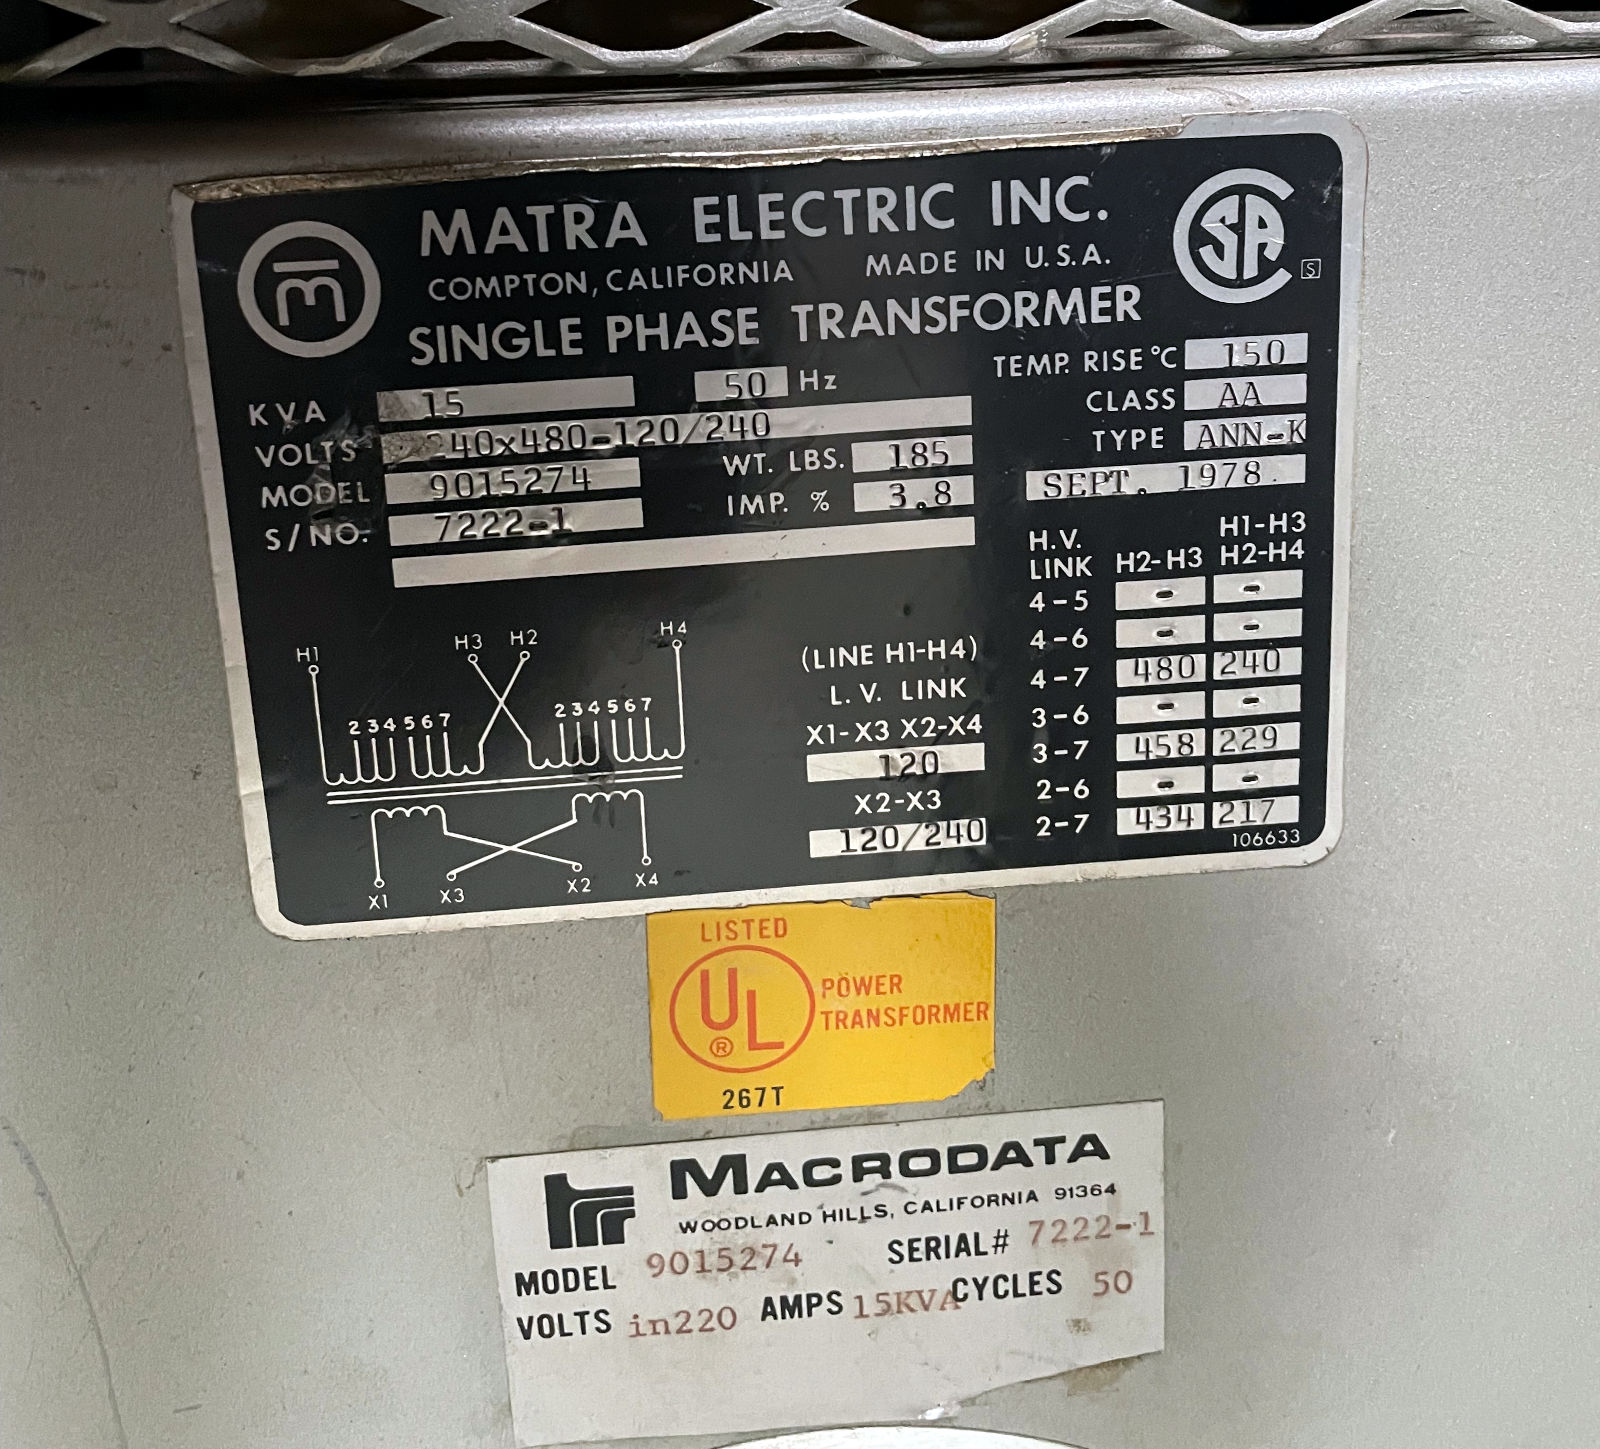 MATRA ELECTRIC INC.
COMPTON, CALIFORNIA MADE IN U.S.A.
SINGLE PHASE TRANSFORMER
CSA
S
m
KVA 15 50 Hz
VOLTS 240x480-120/240
MODEL 9015274
S/NO. 7222-1
WT. LBS. 185
IMP. % 3.8
TEMP. RISE °C 150
CLASS AA
TYPE ANN-K
SEPT. 1978.
H1 H3 H2 H4
2 3 4 5 6 7 2 3 4 5 6 7
X1 X3 X2 X4
(LINE H1-H4)
L. V. LINK
X1-X3 X2-X4
120
X2-X3
120/240
H1-H3
H.V. LINK H2-H3 H2-H4
4-5 - -
4-6 - -
4-7 480 240
3-6 - -
3-7 458 229
2-6 - -
2-7 434 217
106633
LISTED
UL ®
POWER
TRANSFORMER
267T
MACRODATA
WOODLAND HILLS, CALIFORNIA 91364
MODEL 9015274 SERIAL# 7222-1
VOLTS in220 AMPS 15KVA CYCLES 50